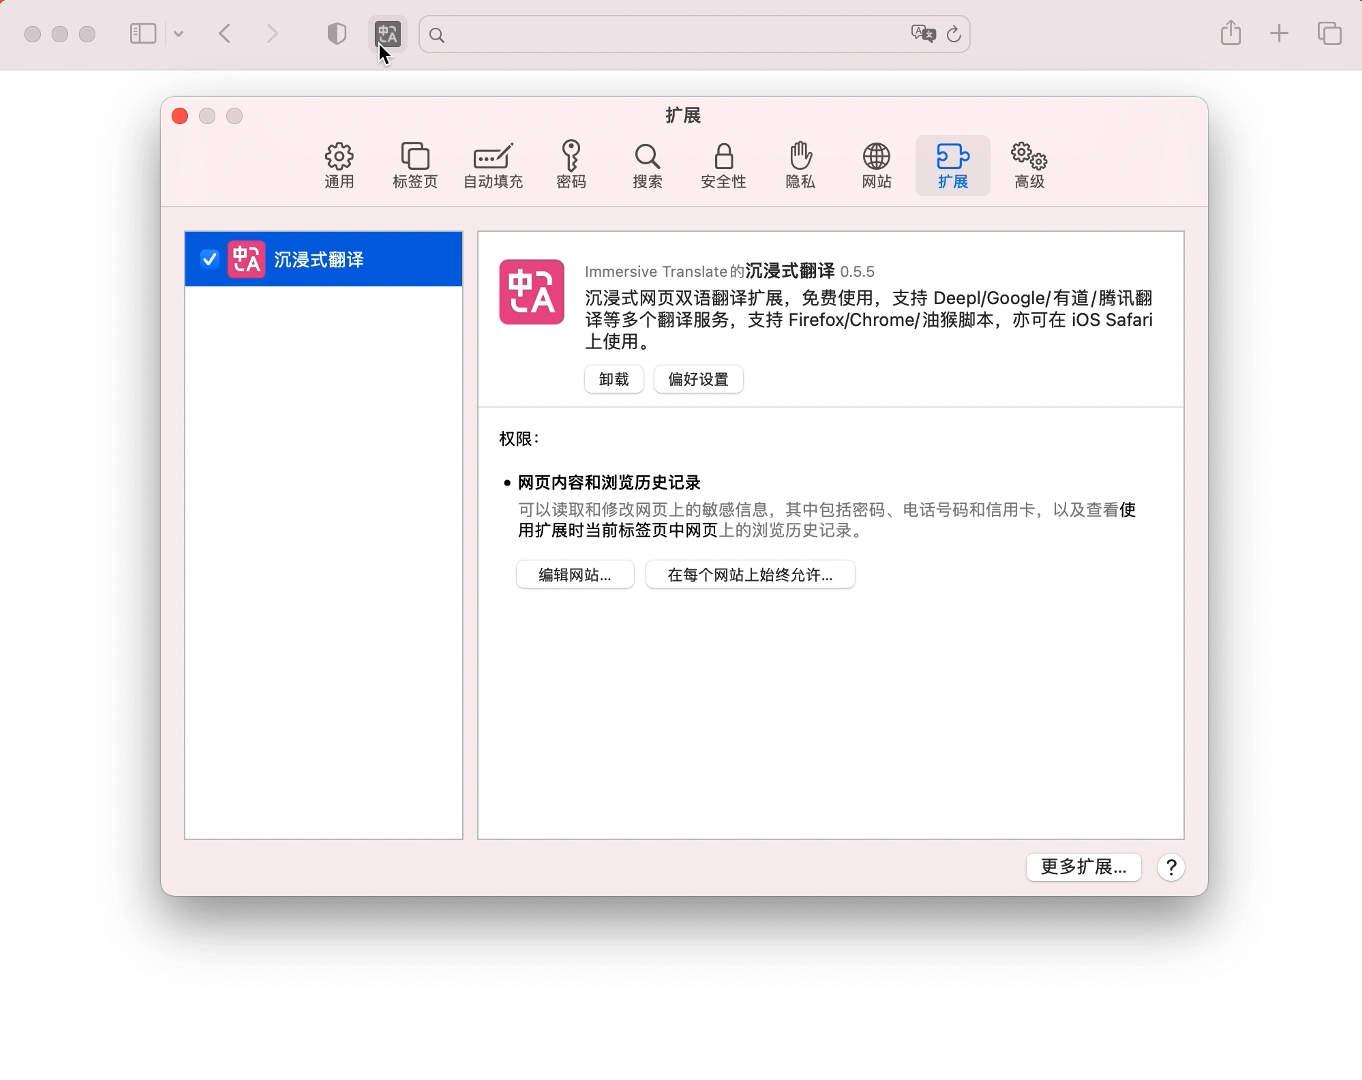 扩展
通用 标签页 自动填充 密码 搜索 安全性 隐私 网站 扩展 高级
沉浸式翻译
Immersive Translate的沉浸式翻译 0.5.5
沉浸式网页双语翻译扩展，免费使用，支持 Deepl/Google/有道/腾讯翻
译等多个翻译服务，支持 Firefox/Chrome/油猴脚本，亦可在 iOS Safari
上使用。
卸载 偏好设置
权限：
• 网页内容和浏览历史记录
可以读取和修改网页上的敏感信息，其中包括密码、电话号码和信用卡，以及查看使
用扩展时当前标签页中网页上的浏览历史记录。
编辑网站... 在每个网站上始终允许...
更多扩展... ?